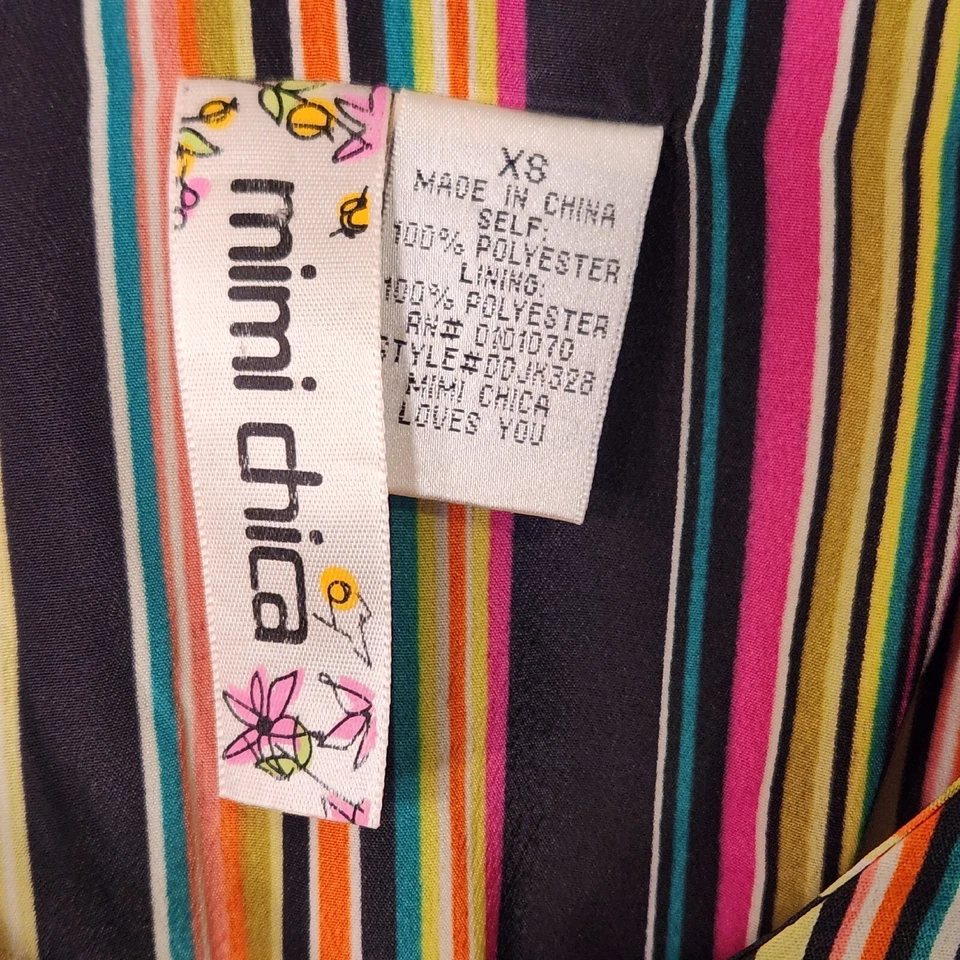 mimi chica
XS
MADE IN CHINA
SELF:
100% POLYESTER
LINING:
100% POLYESTER
RN# 0101070
STYLE#DDJK328
MIMI CHICA
LOVES YOU